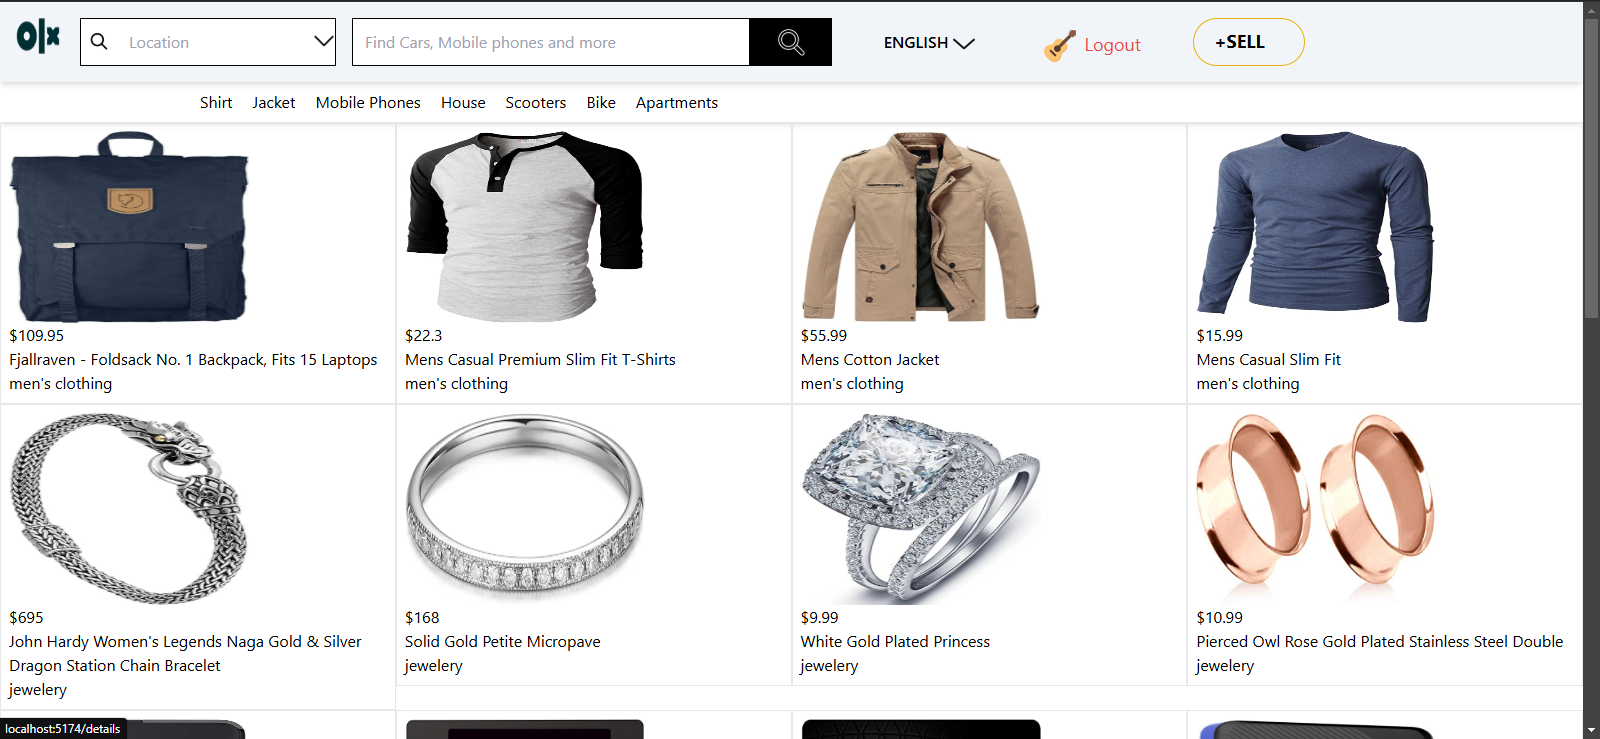 olx
Location
Find Cars, Mobile phones and more
ENGLISH
Logout
+SELL
Shirt Jacket Mobile Phones House Scooters Bike Apartments
$109.95
Fjallraven - Foldsack No. 1 Backpack, Fits 15 Laptops
men's clothing
$22.3
Mens Casual Premium Slim Fit T-Shirts
men's clothing
$55.99
Mens Cotton Jacket
men's clothing
$15.99
Mens Casual Slim Fit
men's clothing
$695
John Hardy Women's Legends Naga Gold & Silver
Dragon Station Chain Bracelet
jewelery
$168
Solid Gold Petite Micropave
jewelery
$9.99
White Gold Plated Princess
jewelery
$10.99
Pierced Owl Rose Gold Plated Stainless Steel Double
jewelery
localhost:5174/details